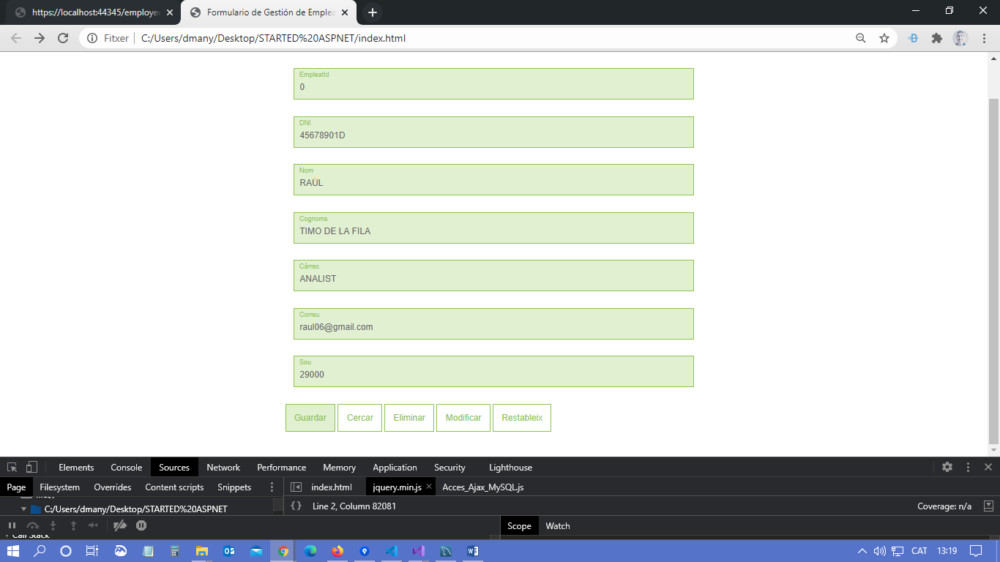 https://localhost:44345/employe
Formulario de Gestión de Emplea
Fitxer C:/Users/dmany/Desktop/STARTED%20ASPNET/index.html
EmpleatId
0
DNI
45678901D
Nom
RAÚL
Cognoms
TIMO DE LA FILA
Càrrec
ANALIST
Correu
raul06@gmail.com
Sou
29000
Guardar Cercar Eliminar Modificar Restableix
Elements Console Sources Network Performance Memory Application Security Lighthouse
Page Filesystem Overrides Content scripts Snippets
index.html jquery.min.js Acces_Ajax_MySQL.js
C:/Users/dmany/Desktop/STARTED%20ASPNET
{ } Line 2, Column 82081 Coverage: n/a
Scope Watch
Call Stack
CAT 13:19